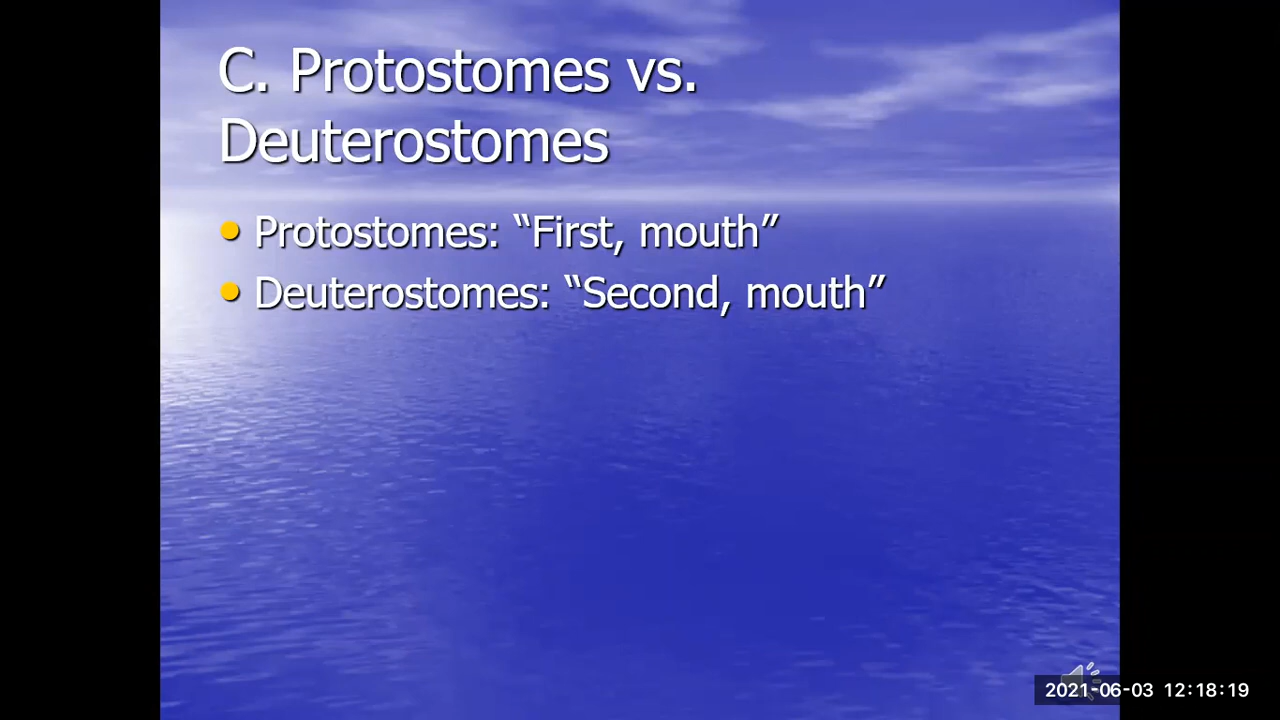 C. Protostomes vs.
Deuterostomes
• Protostomes: “First, mouth”
• Deuterostomes: “Second, mouth”
2021-06-03 12:18:19